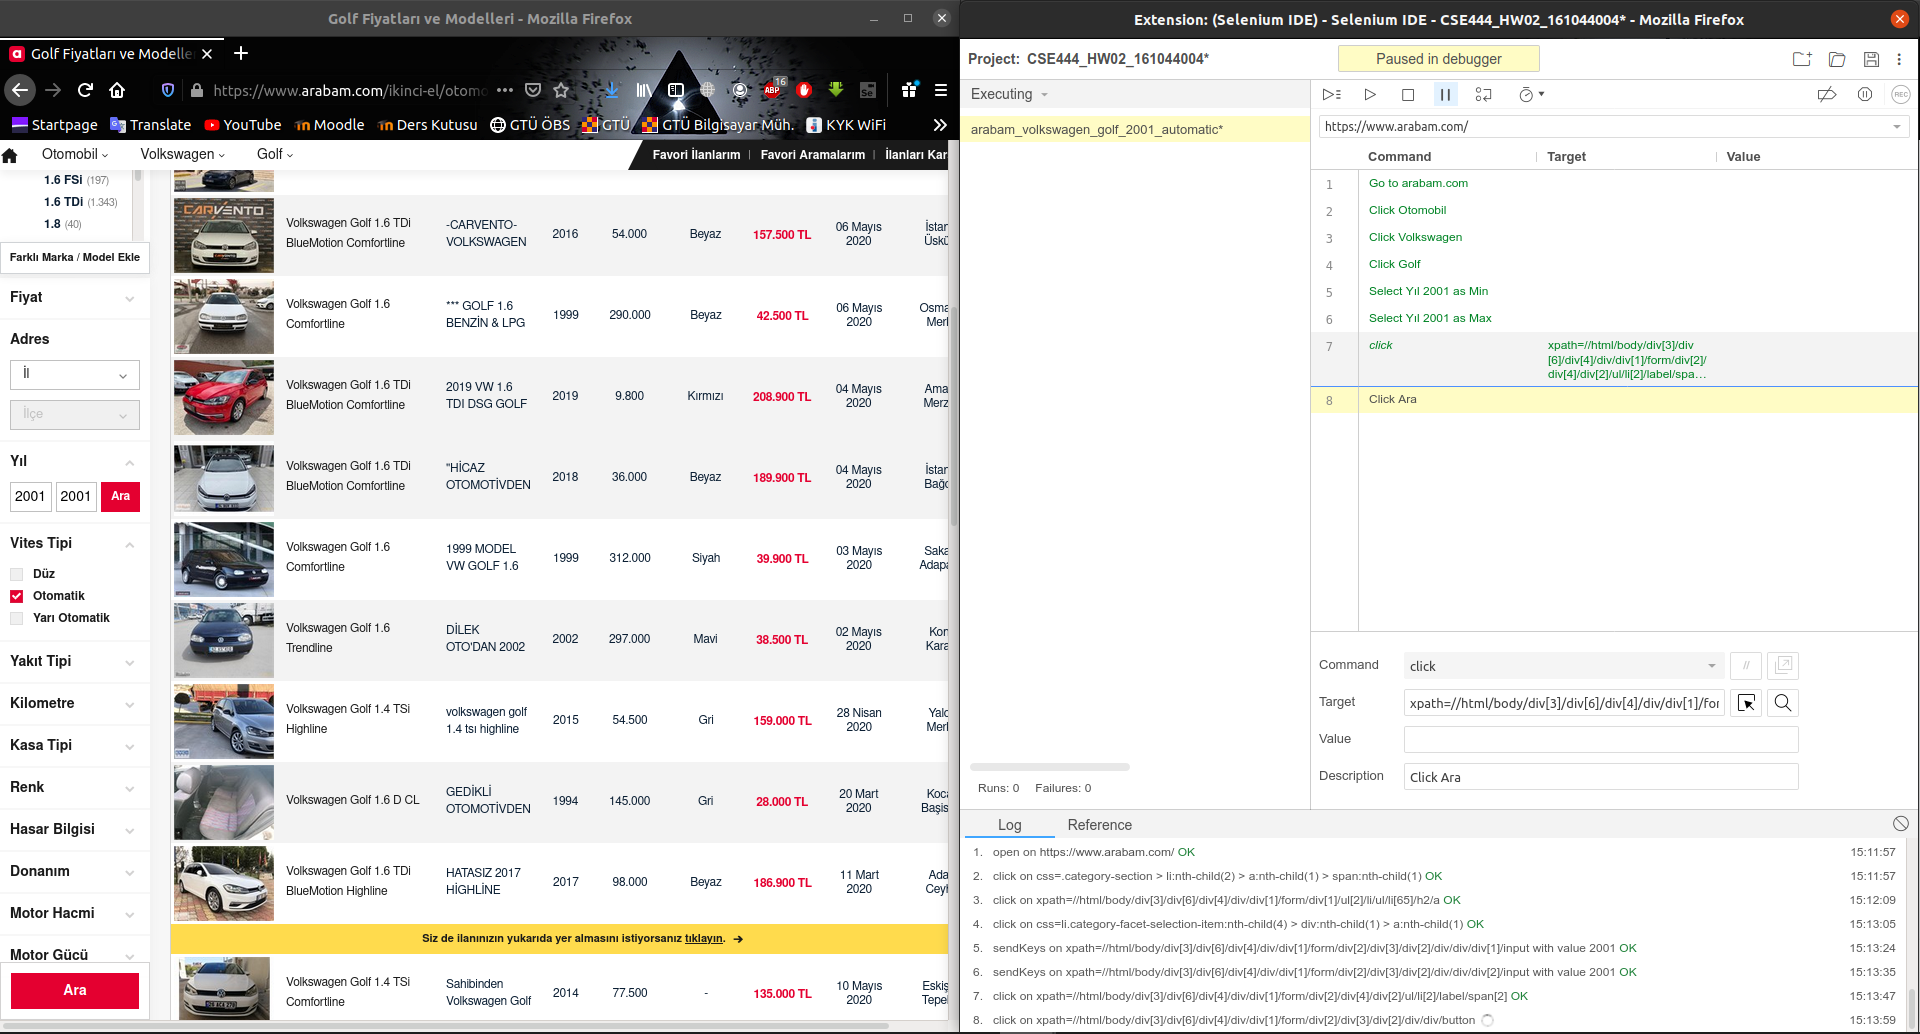 Golf Fiyatları ve Modelleri - Mozilla Firefox
Golf Fiyatları ve Modelle
https://www.arabam.com/ikinci-el/otomo
16
ABP
Se
Startpage
Translate
YouTube
Moodle
Ders Kutusu
GTÜ ÖBS
GTÜ
GTÜ Bilgisayar Müh.
KYK WiFi
Otomobil
Volkswagen
Golf
Favori İlanlarım
Favori Aramalarım
İlanları Kar
1.6 FSi (197)
1.6 TDi (1.343)
1.8 (40)
Farklı Marka / Model Ekle
Fiyat
Adres
İl
İlçe
Yıl
2001
2001
Ara
Vites Tipi
Düz
Otomatik
Yarı Otomatik
Yakıt Tipi
Kilometre
Kasa Tipi
Renk
Hasar Bilgisi
Donanım
Motor Hacmi
Motor Gücü
Ara
CARVENTO
Volkswagen Golf 1.6 TDi BlueMotion Comfortline
-CARVENTO- VOLKSWAGEN
2016
54.000
Beyaz
157.500 TL
06 Mayıs 2020
İstan
Üskü
Volkswagen Golf 1.6 Comfortline
*** GOLF 1.6 BENZİN & LPG
1999
290.000
Beyaz
42.500 TL
06 Mayıs 2020
Osma
Merl
Volkswagen Golf 1.6 TDi BlueMotion Comfortline
2019 VW 1.6 TDI DSG GOLF
2019
9.800
Kırmızı
208.900 TL
04 Mayıs 2020
Ama
Merz
Volkswagen Golf 1.6 TDi BlueMotion Comfortline
"HİCAZ OTOMOTİVDEN
2018
36.000
Beyaz
189.900 TL
04 Mayıs 2020
İstan
Bağc
Volkswagen Golf 1.6 Comfortline
1999 MODEL VW GOLF 1.6
1999
312.000
Siyah
39.900 TL
03 Mayıs 2020
Saka
Adapa
Volkswagen Golf 1.6 Trendline
DİLEK OTO'DAN 2002
2002
297.000
Mavi
38.500 TL
02 Mayıs 2020
Kon
Kara
Volkswagen Golf 1.4 TSi Highline
volkswagen golf 1.4 tsı highline
2015
54.500
Gri
159.000 TL
28 Nisan 2020
Yalo
Merl
Volkswagen Golf 1.6 D CL
GEDİKLİ OTOMOTİVDEN
1994
145.000
Gri
28.000 TL
20 Mart 2020
Koca
Başis
Volkswagen Golf 1.6 TDi BlueMotion Highline
HATASIZ 2017 HİGHLİNE
2017
98.000
Beyaz
186.900 TL
11 Mart 2020
Ada
Ceyh
Siz de ilanınızın yukarıda yer almasını istiyorsanız tıklayın.
Volkswagen Golf 1.4 TSi Comfortline
Sahibinden Volkswagen Golf
2014
77.500
-
135.000 TL
10 Mayıs 2020
Eskiş
Tepel
Extension: (Selenium IDE) - Selenium IDE - CSE444_HW02_161044004* - Mozilla Firefox
Project: CSE444_HW02_161044004*
Paused in debugger
Executing
arabam_volkswagen_golf_2001_automatic*
REC
https://www.arabam.com/
Command
Target
Value
1 Go to arabam.com
2 Click Otomobil
3 Click Volkswagen
4 Click Golf
5 Select Yıl 2001 as Min
6 Select Yıl 2001 as Max
7 click
xpath=//html/body/div[3]/div
[6]/div[4]/div/div[1]/form/div[2]/
div[4]/div[2]/ul/li[2]/label/spa...
8 Click Ara
Command
click
//
Target
xpath=//html/body/div[3]/div[6]/div[4]/div/div[1]/for
Value
Description
Click Ara
Runs: 0 Failures: 0
Log
Reference
1. open on https://www.arabam.com/ OK 15:11:57
2. click on css=.category-section > li:nth-child(2) > a:nth-child(1) > span:nth-child(1) OK 15:11:57
3. click on xpath=//html/body/div[3]/div[6]/div[4]/div/div[1]/form/div[1]/ul[2]/li/ul/li[65]/h2/a OK 15:12:09
4. click on css=li.category-facet-selection-item:nth-child(4) > div:nth-child(1) > a:nth-child(1) OK 15:13:05
5. sendKeys on xpath=//html/body/div[3]/div[6]/div[4]/div/div[1]/form/div[2]/div[3]/div[2]/div/div/div[1]/input with value 2001 OK 15:13:24
6. sendKeys on xpath=//html/body/div[3]/div[6]/div[4]/div/div[1]/form/div[2]/div[3]/div[2]/div/div/div[2]/input with value 2001 OK 15:13:35
7. click on xpath=//html/body/div[3]/div[6]/div[4]/div/div[1]/form/div[2]/div[4]/div[2]/ul/li[2]/label/span[2] OK 15:13:47
8. click on xpath=//html/body/div[3]/div[6]/div[4]/div/div[1]/form/div[2]/div[3]/div[2]/div/div/button 15:13:59